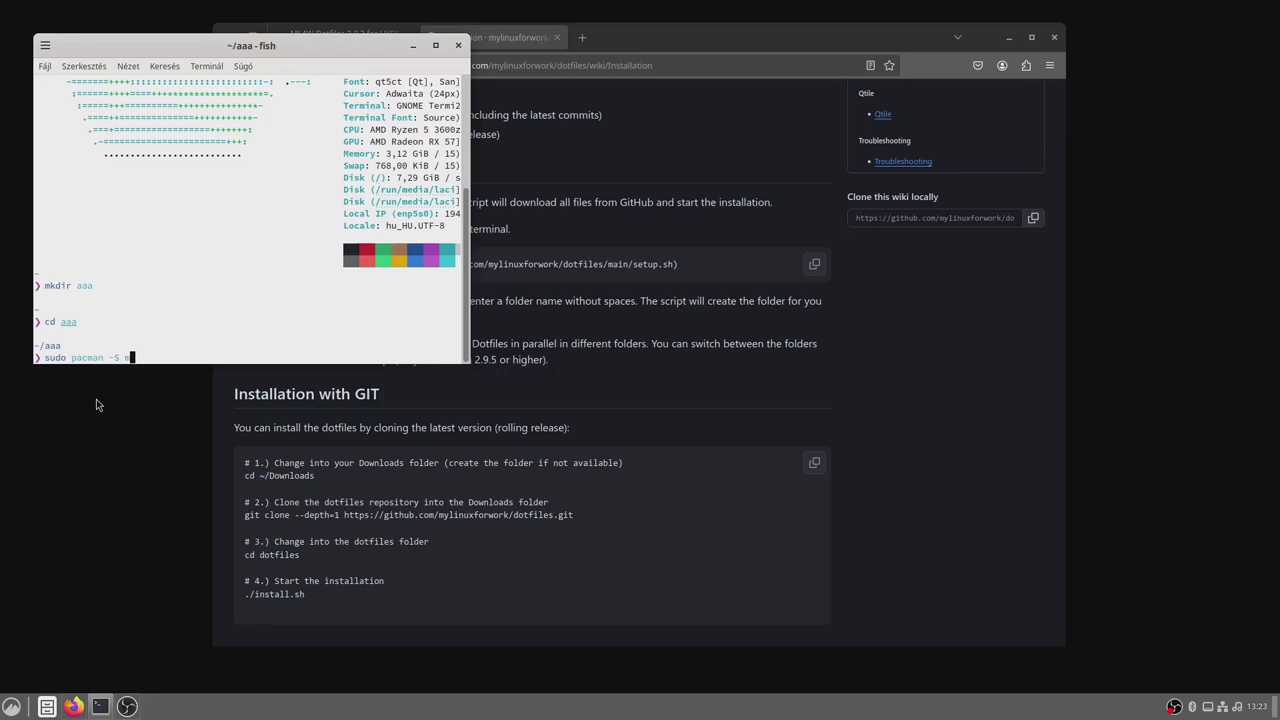 ~/aaa - fish
Fájl Szerkesztés Nézet Keresés Terminál Súgó
Font: qt5ct [Qt], San]
Cursor: Adwaita (24px)
Terminal: GNOME Termi2
Terminal Font: Source)
CPU: AMD Ryzen 5 3600z
GPU: AMD Radeon RX 57]
Memory: 3,12 GiB / 15)
Swap: 768,00 KiB / 15)
Disk (/): 7,29 GiB / s
Disk (/run/media/laci]
Disk (/run/media/laci]
Local IP (enp5s0): 194
Locale: hu_HU.UTF-8
~
❯ mkdir aaa
~
❯ cd aaa
~/aaa
❯ sudo pacman -S m
mylinuxforwork/
com/mylinuxforwork/dotfiles/wiki/Installation
cluding the latest commits)
lease)
ript will download all files from GitHub and start the installation.
rminal.
com/mylinuxforwork/dotfiles/main/setup.sh)
enter a folder name without spaces. The script will create the folder for you
Dotfiles in parallel in different folders. You can switch between the folders
2.9.5 or higher).
Installation with GIT
You can install the dotfiles by cloning the latest version (rolling release):
# 1.) Change into your Downloads folder (create the folder if not available)
cd ~/Downloads
# 2.) Clone the dotfiles repository into the Downloads folder
git clone --depth=1 https://github.com/mylinuxforwork/dotfiles.git
# 3.) Change into the dotfiles folder
cd dotfiles
# 4.) Start the installation
./install.sh
Qtile
Qtile
Troubleshooting
Troubleshooting
Clone this wiki locally
https://github.com/mylinuxforwork/do
13:23